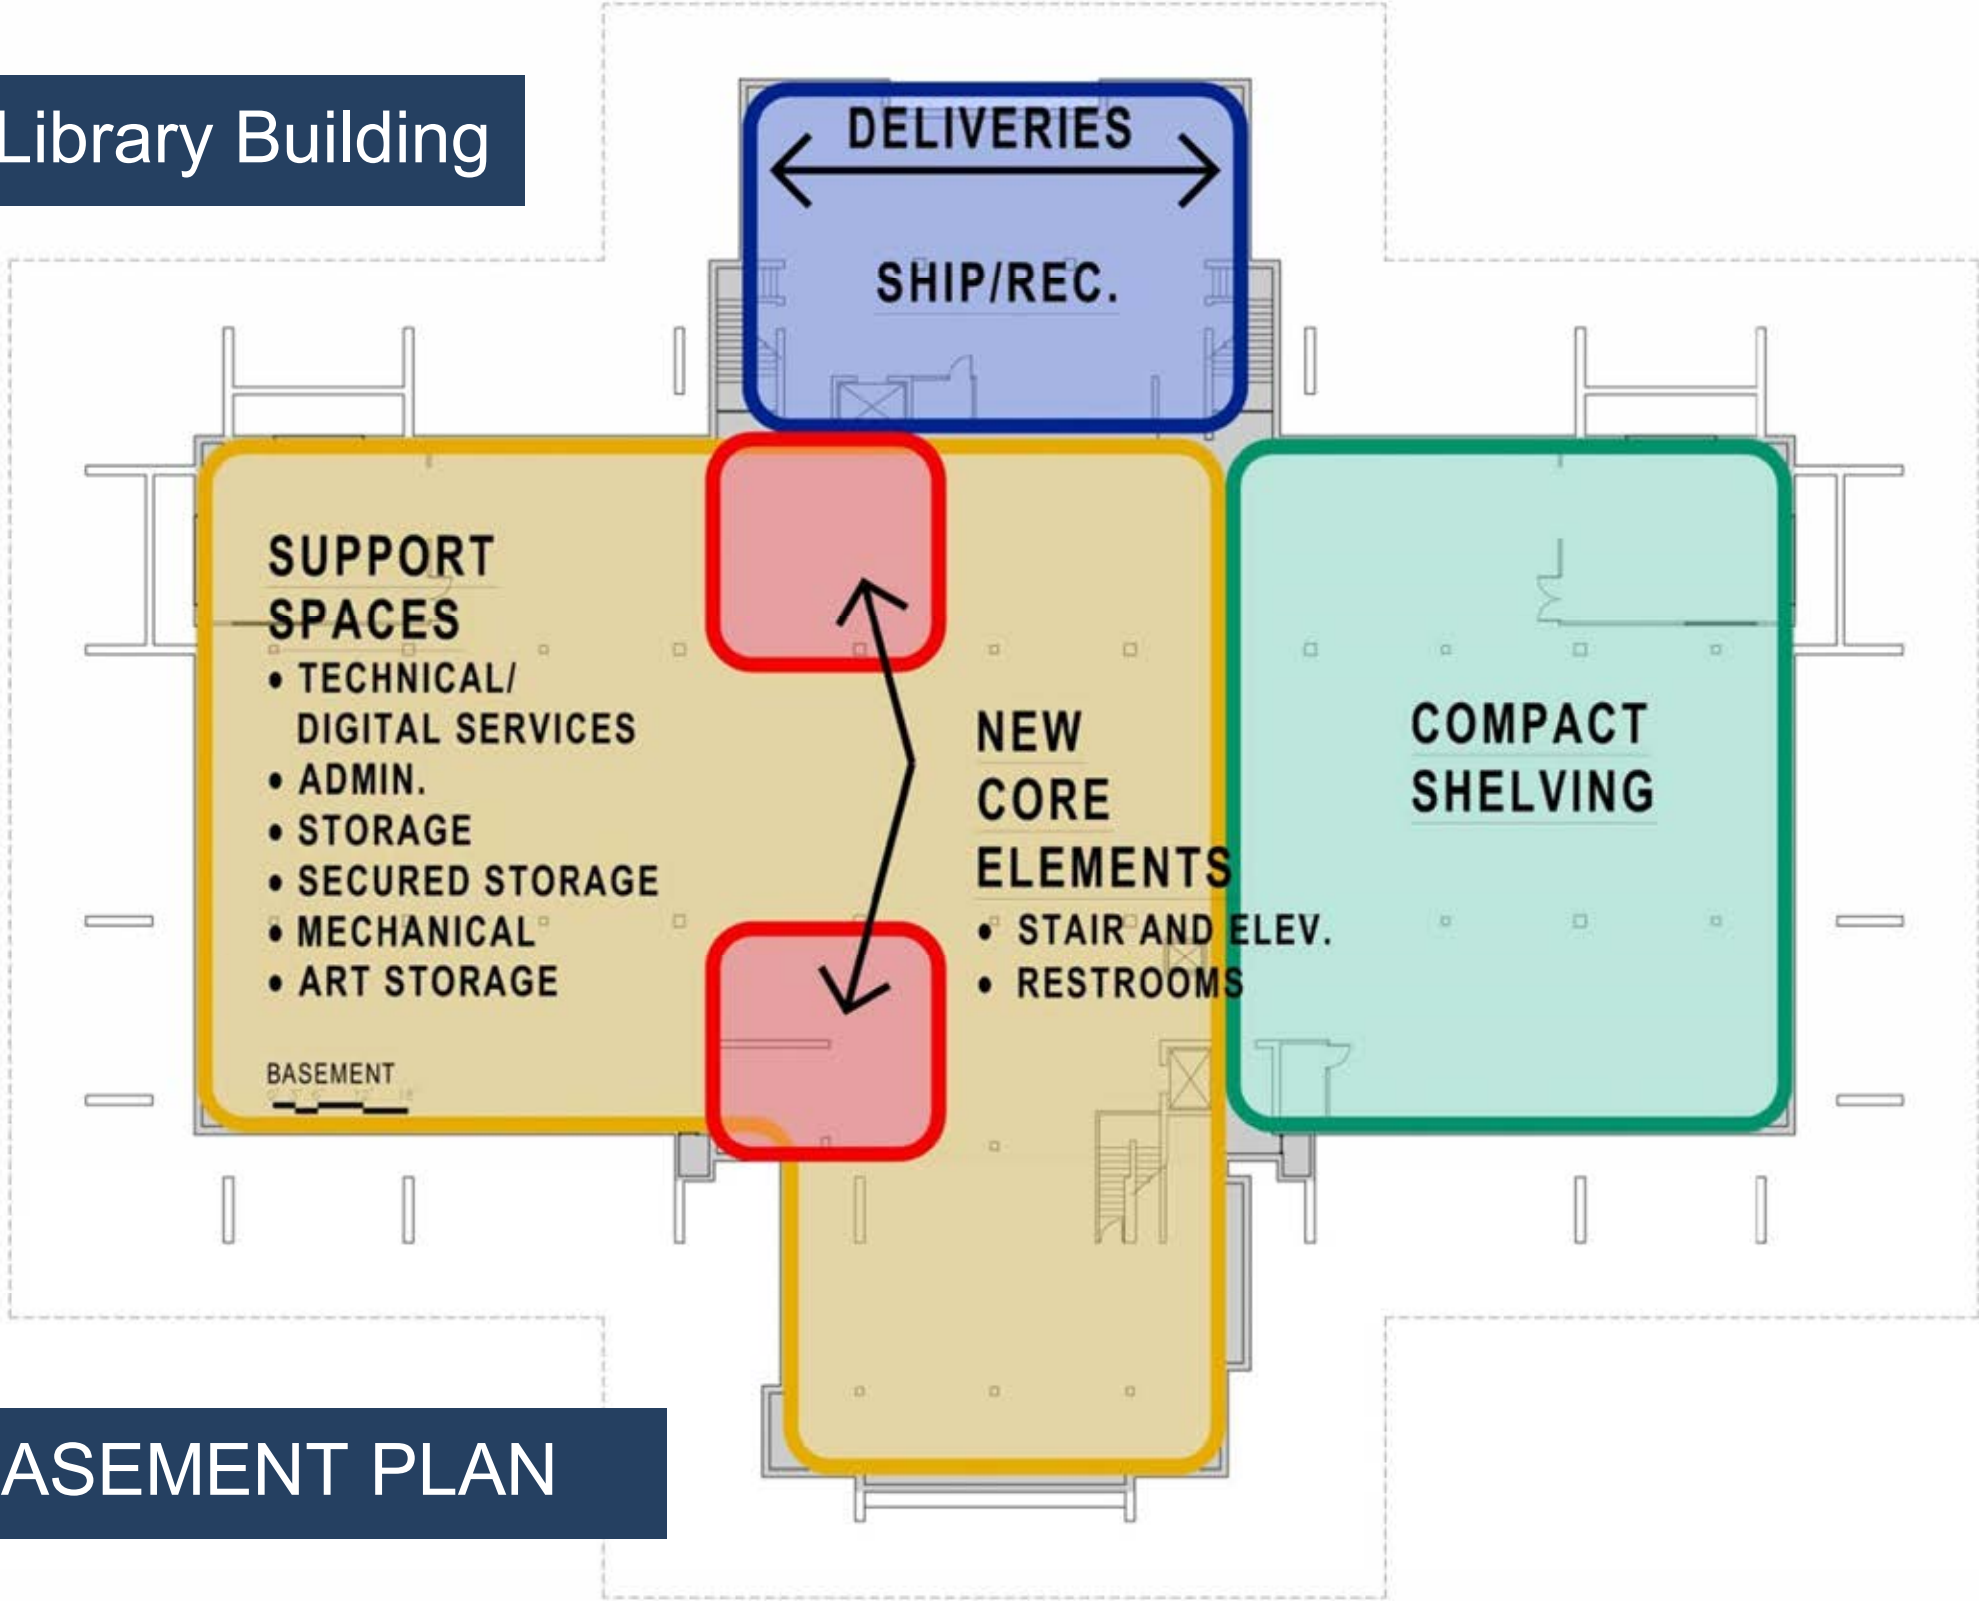 Library Building
DELIVERIES
SHIP/REC.
SUPPORT
SPACES
• TECHNICAL/
DIGITAL SERVICES
• ADMIN.
• STORAGE
• SECURED STORAGE
• MECHANICAL
• ART STORAGE
BASEMENT
NEW
CORE
ELEMENTS
• STAIR AND ELEV.
• RESTROOMS
COMPACT
SHELVING
ASEMENT PLAN